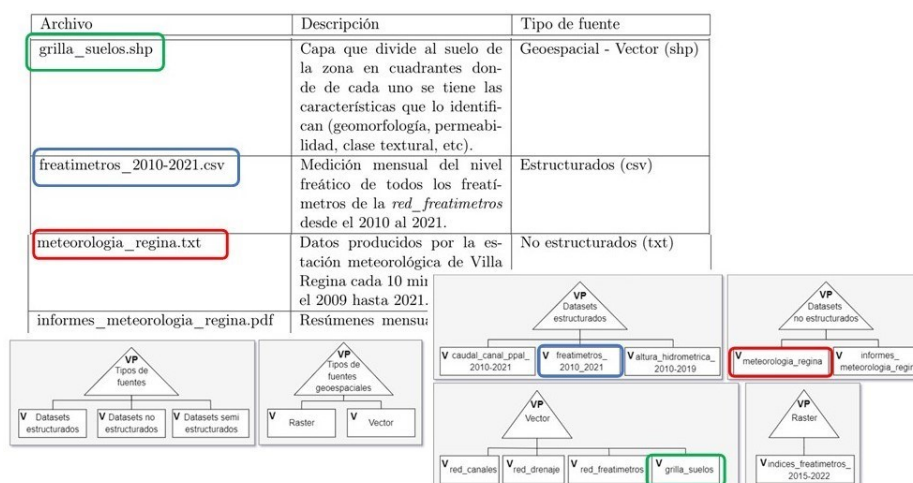 Archivo Descripción Tipo de fuente
grilla_suelos.shp Capa que divide al suelo de Geoespacial - Vector (shp)
la zona en cuadrantes don-
de de cada uno se tiene las
características que lo identifi-
can (geomorfología, permeabi-
lidad, clase textural, etc).
freatimetros_2010-2021.csv Medición mensual del nivel Estructurados (csv)
freático de todos los freatí-
metros de la red_freatimetros
desde el 2010 al 2021.
meteorologia_regina.txt Datos producidos por la es- No estructurados (txt)
tación meteorológica de Villa
Regina cada 10 mi
el 2009 hasta 2021.
informes_meteorologia_regina.pdf Resúmenes mensu
VP
Tipos de
fuentes
V Datasets
estructurados
V Datasets no
estructurados
V Datasets semi
estructurados
VP
Tipos de
fuentes
geoespaciales
V Raster
V Vector
VP
Datasets
estructurados
V caudal_canal_ppal_
2010-2021
V freatimetros_
2010_2021
V altura_hidrometrica_
2010-2019
VP
Datasets
no estructurados
V meteorologia_regina
V informes_
meteorologia_regin
VP
Vector
V red_canales
V red_drenaje
V red_freatimetros
V grilla_suelos
VP
Raster
V indices_freatimetros_
2015-2022